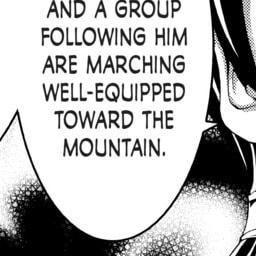 AND A GROUP
FOLLOWING HIM
ARE MARCHING
WELL-EQUIPPED
TOWARD THE
MOUNTAIN.